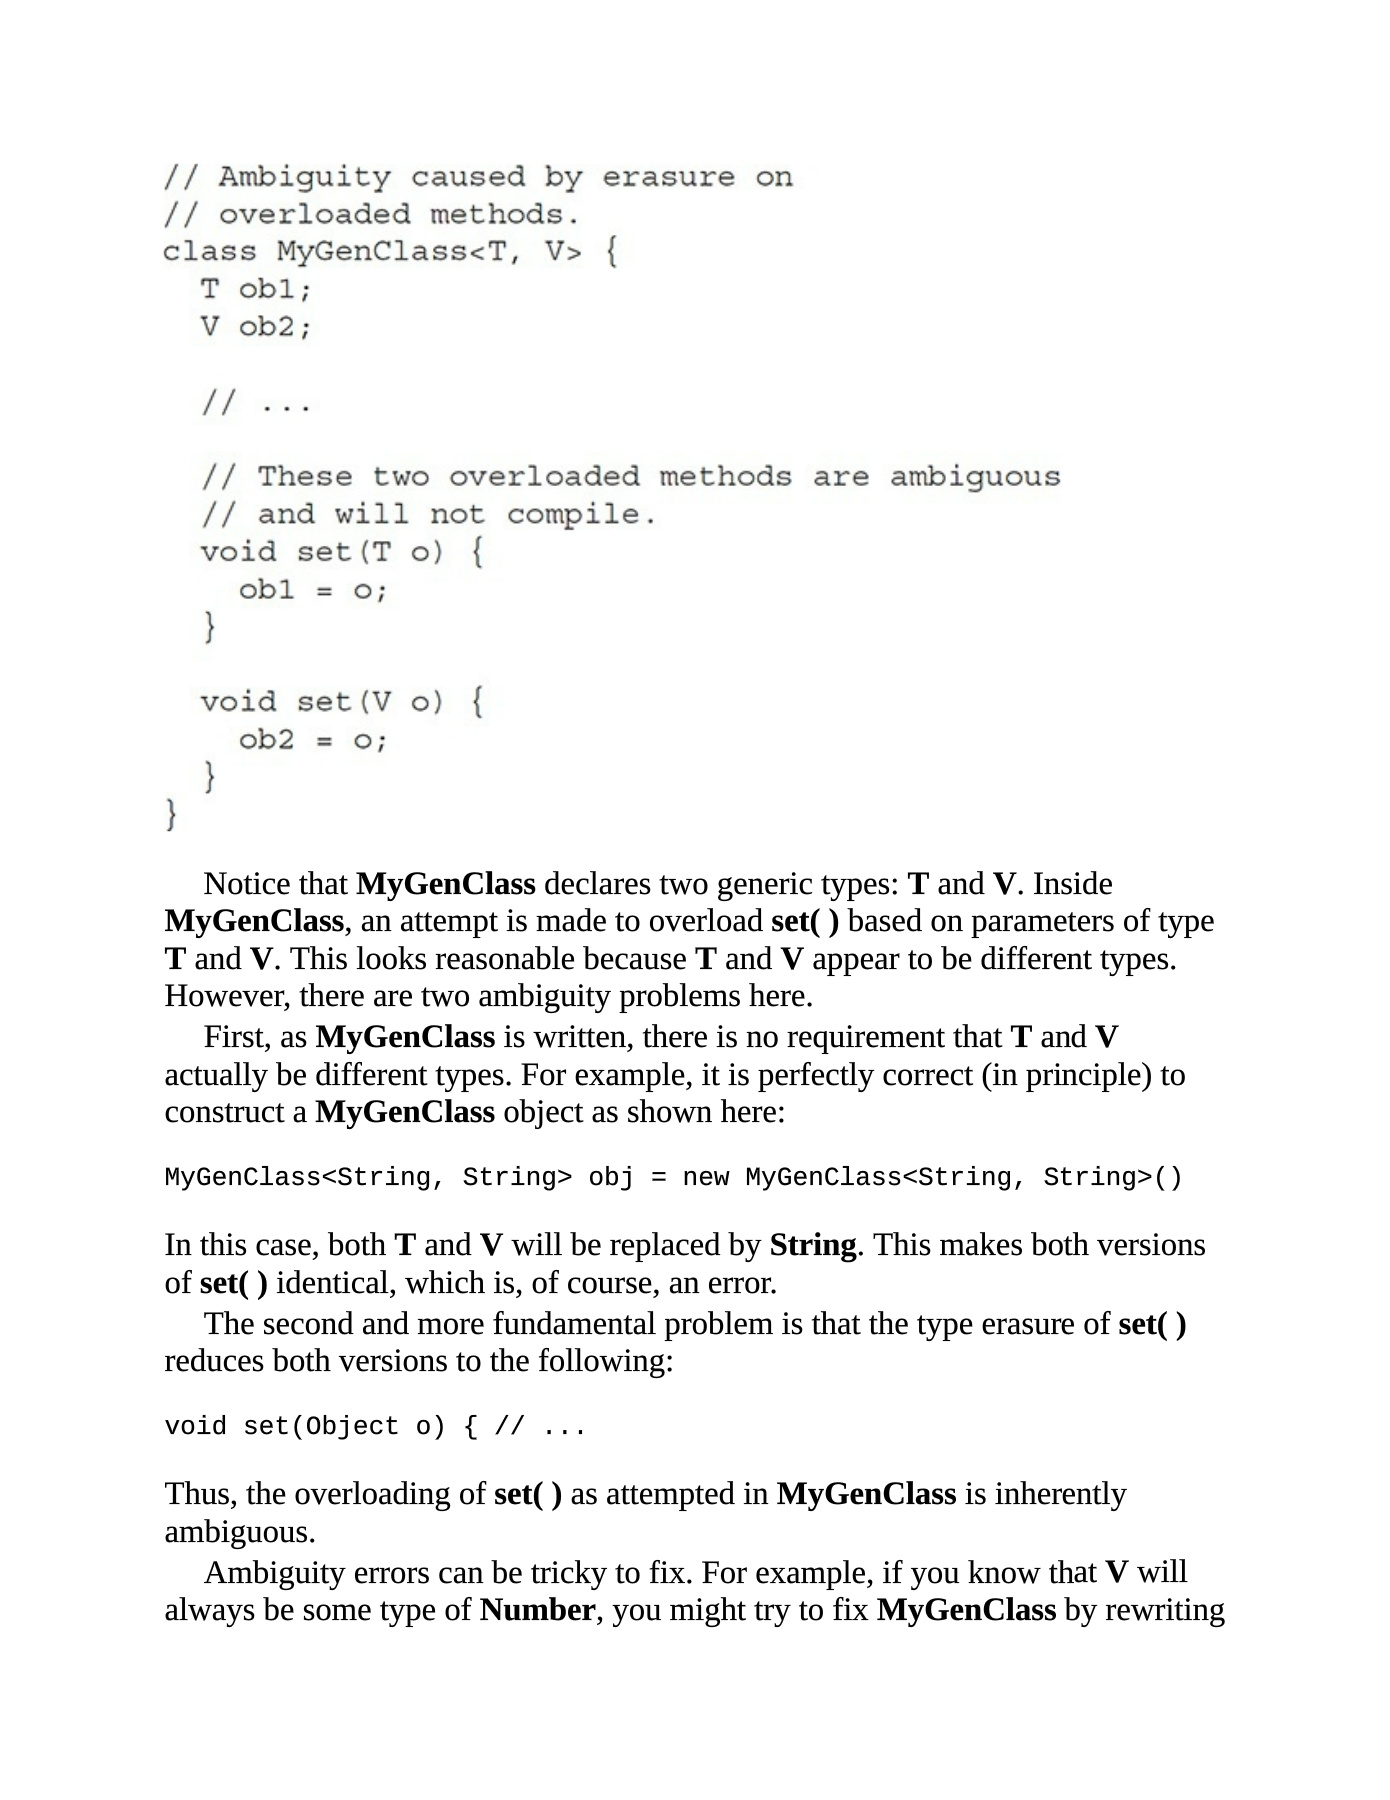 // Ambiguity caused by erasure on
// overloaded methods.
class MyGenClass<T, V> {
  T ob1;
  V ob2;

  // ...

  // These two overloaded methods are ambiguous
  // and will not compile.
  void set(T o) {
    ob1 = o;
  }

  void set(V o) {
    ob2 = o;
  }
}
Notice that MyGenClass declares two generic types: T and V. Inside
MyGenClass, an attempt is made to overload set( ) based on parameters of type
T and V. This looks reasonable because T and V appear to be different types.
However, there are two ambiguity problems here.
First, as MyGenClass is written, there is no requirement that T and V
actually be different types. For example, it is perfectly correct (in principle) to
construct a MyGenClass object as shown here:
MyGenClass<String, String> obj = new MyGenClass<String, String>()
In this case, both T and V will be replaced by String. This makes both versions
of set( ) identical, which is, of course, an error.
The second and more fundamental problem is that the type erasure of set( )
reduces both versions to the following:
void set(Object o) { // ...
Thus, the overloading of set( ) as attempted in MyGenClass is inherently
ambiguous.
Ambiguity errors can be tricky to fix. For example, if you know that V will
always be some type of Number, you might try to fix MyGenClass by rewriting